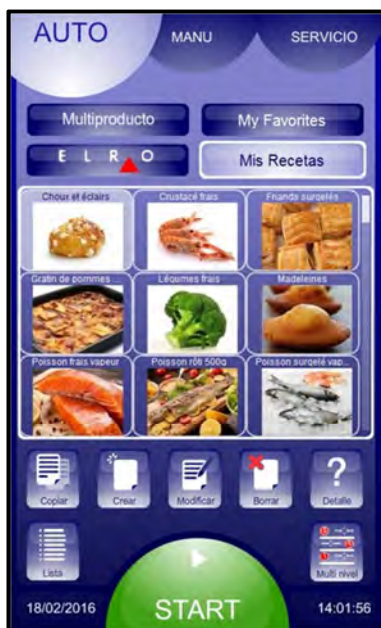 AUTO
MANU
SERVICIO
Multiproducto
My Favorites
E L R O
Mis Recetas
Choux et éclairs
Crustacé frais
Friands surgelés
Gratin de pommes ...
Légumes frais
Madeleines
Poisson frais vapeur
Poisson rôti 500g
Poisson surgelé vap...
Copiar
Crear
Modificar
Borrar
?
Detalle
Lista
Multi nivel
18/02/2016
START
14:01:56